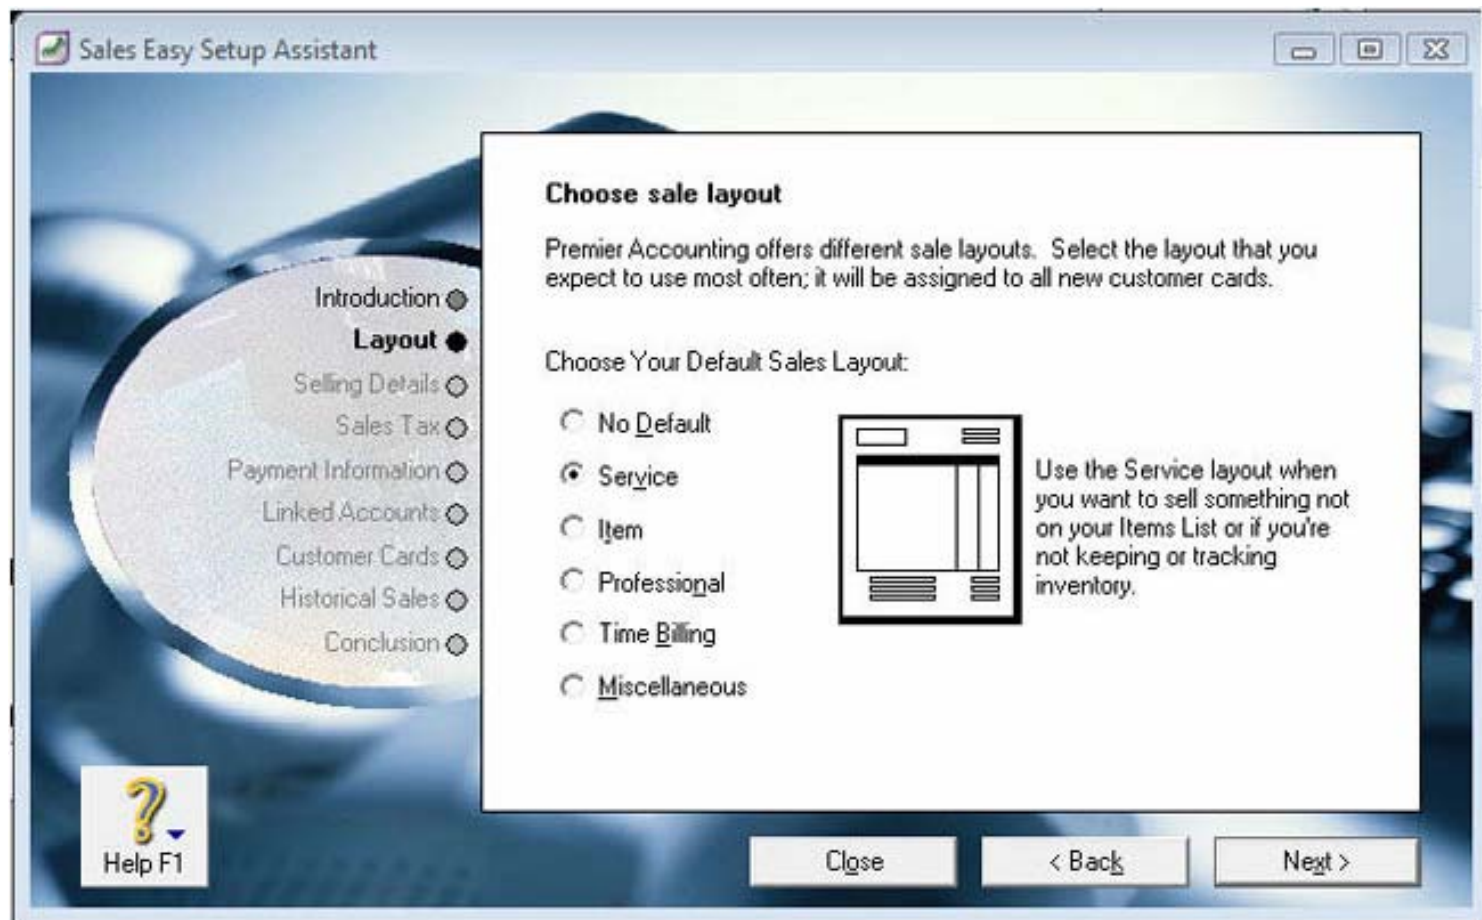 Sales Easy Setup Assistant
Choose sale layout
Premier Accounting offers different sale layouts. Select the layout that you
expect to use most often; it will be assigned to all new customer cards.
Introduction
Layout
Selling Details
Sales Tax
Payment Information
Linked Accounts
Customer Cards
Historical Sales
Conclusion
Choose Your Default Sales Layout:
No Default
Service
Item
Professional
Time Billing
Miscellaneous
Use the Service layout when
you want to sell something not
on your Items List or if you're
not keeping or tracking
inventory.
Help F1
Close
< Back
Next >